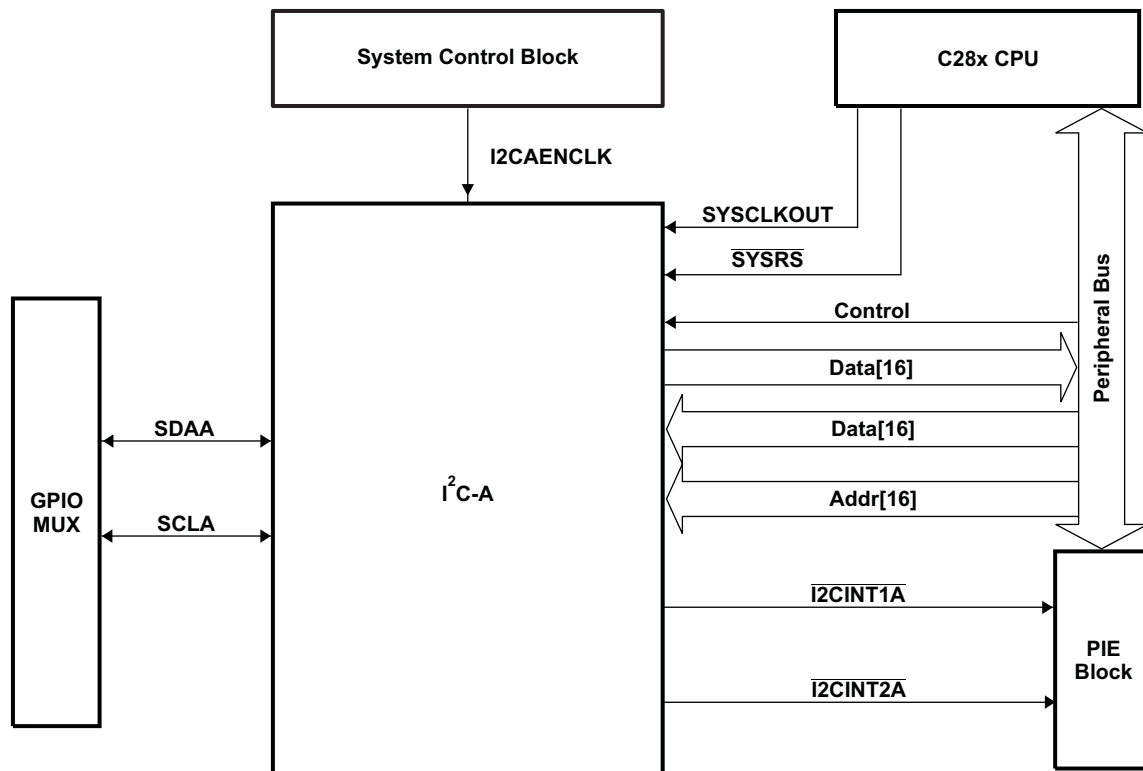 System Control Block
C28x CPU
I2CAENCLK
SYSCLKOUT
SYSRS
Control
Data[16]
Data[16]
Addr[16]
Peripheral Bus
SDAA
SCLA
GPIO
MUX
I²C-A
I2CINT1A
I2CINT2A
PIE
Block